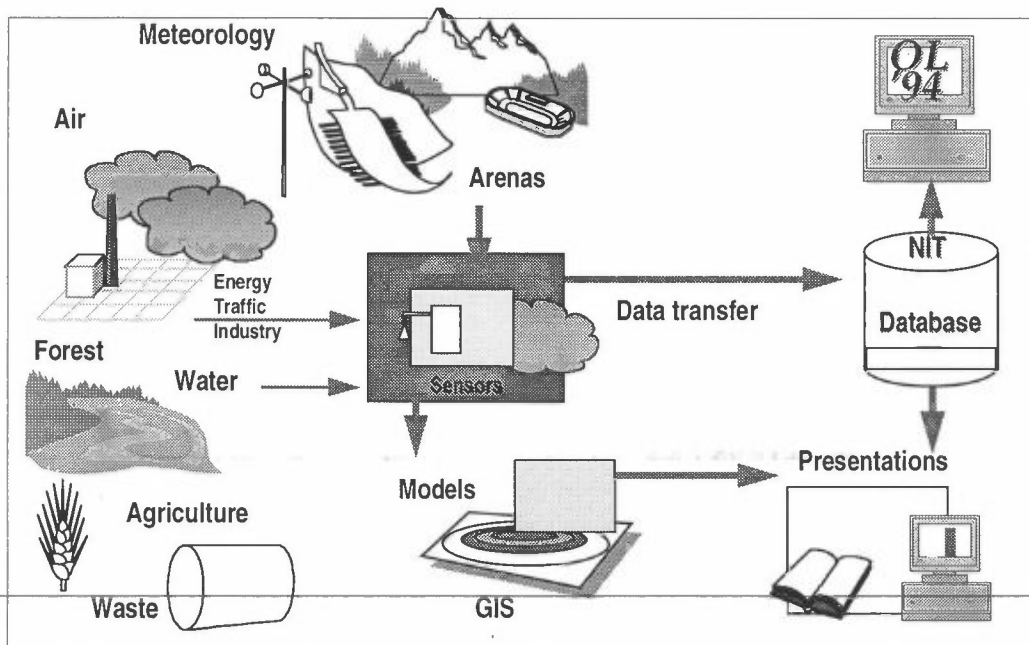 Meteorology
OL
'94
Air
Arenas
NIT
Energy
Traffic
Industry
Data transfer
Database
Forest
Water
Sensors
Presentations
Models
Agriculture
Waste
GIS